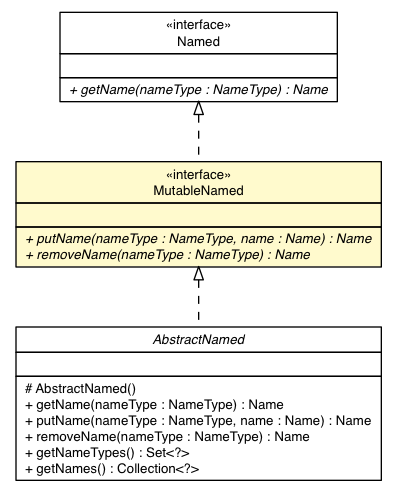 «interface»
Named
+ getName(nameType : NameType) : Name
«interface»
MutableNamed
+ putName(nameType : NameType, name : Name) : Name
+ removeName(nameType : NameType) : Name
AbstractNamed
# AbstractNamed()
+ getName(nameType : NameType) : Name
+ putName(nameType : NameType, name : Name) : Name
+ removeName(nameType : NameType) : Name
+ getNameTypes() : Set<?>
+ getNames() : Collection<?>